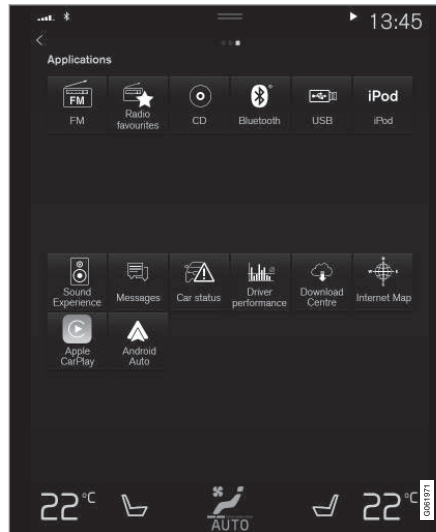 13:45
Applications
FM
iPod
FM
Radio
favourites
CD
Bluetooth
USB
iPod
Sound
Experience
Messages
Car status
Driver
performance
Download
Centre
Internet Map
Apple
CarPlay
Android
Auto
22°C
AUTO
22°C
G061971